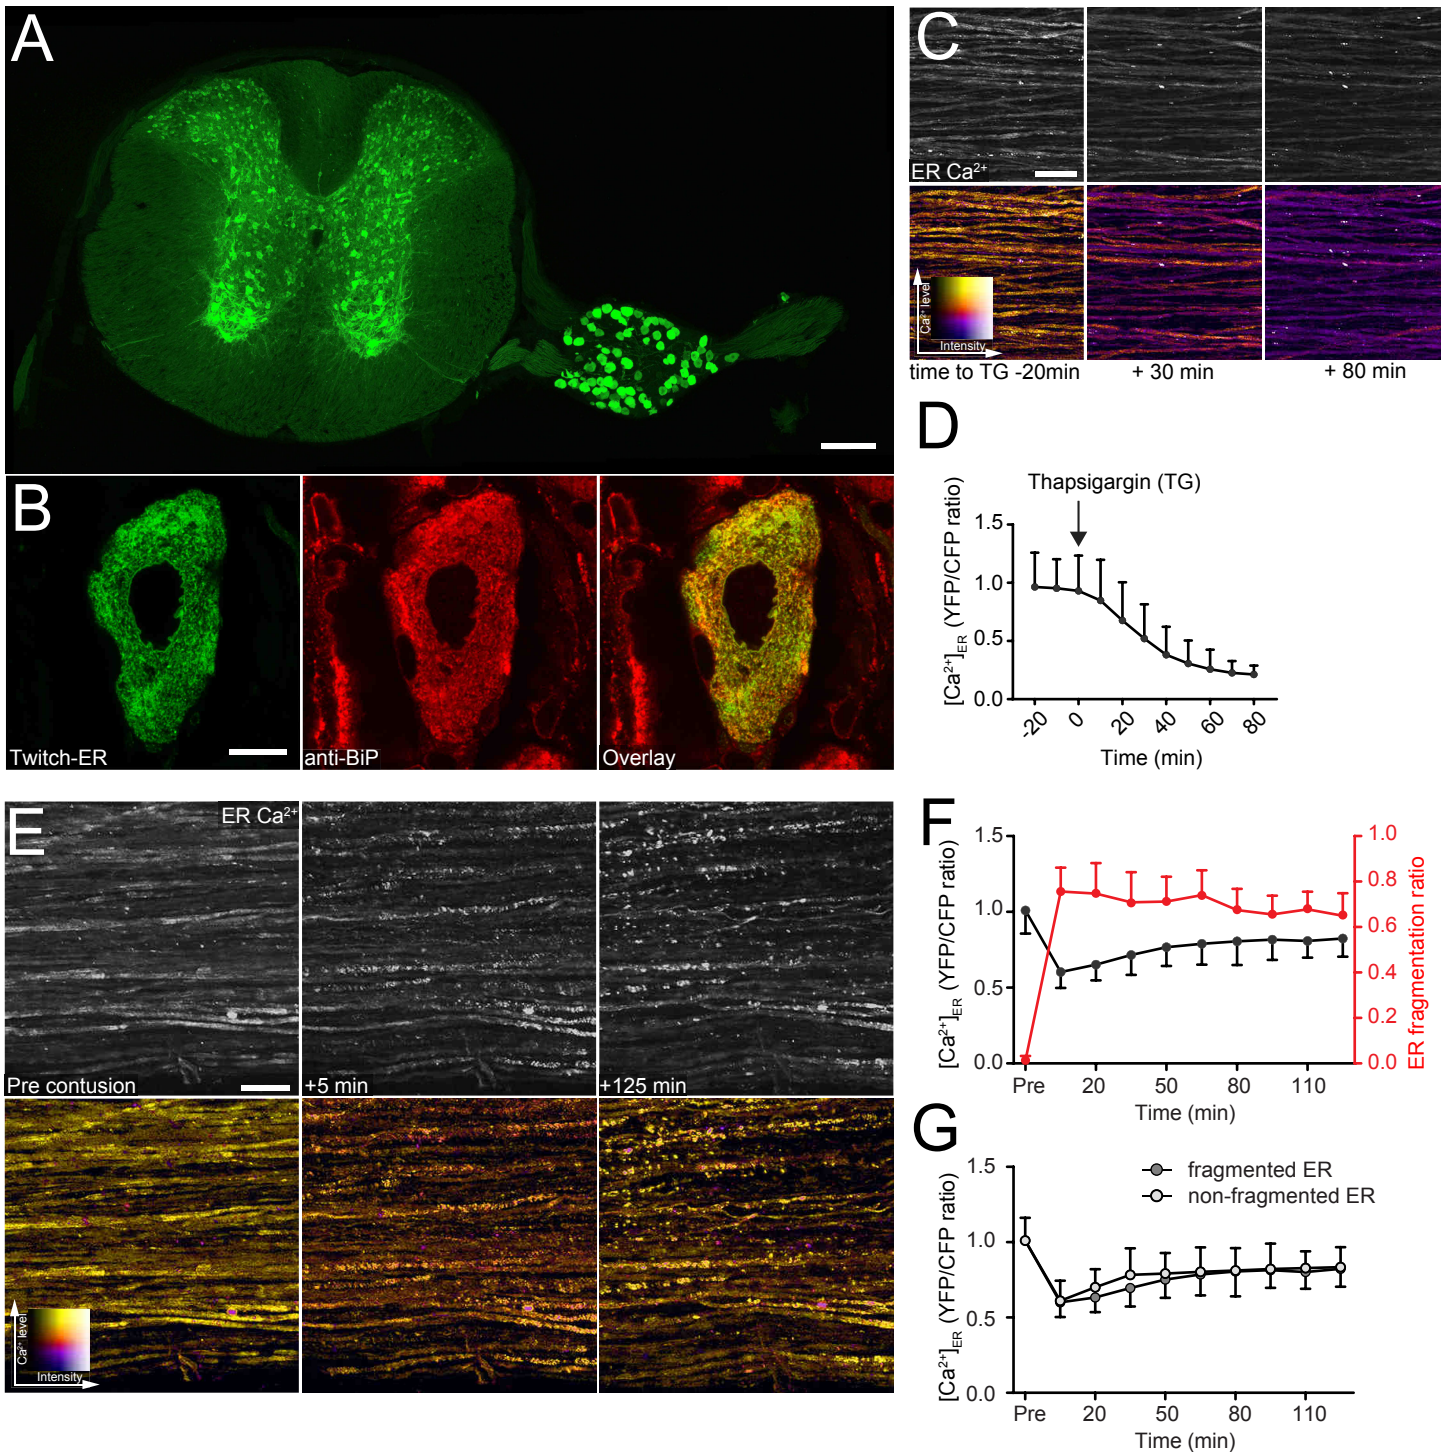 A
B
Twitch-ER
anti-BiP
Overlay
C
ER Ca²⁺
Ca²⁺ level
Intensity
time to TG -20min
+ 30 min
+ 80 min
D
Thapsigargin (TG)
[Ca²⁺]ER (YFP/CFP ratio)
1.5
1.0
0.5
0.0
-20
0
20
40
60
80
Time (min)
E
ER Ca²⁺
Pre contusion
+5 min
+125 min
Ca²⁺ level
Intensity
F
[Ca²⁺]ER (YFP/CFP ratio)
1.5
1.0
0.5
0.0
1.0
0.8
0.6
0.4
0.2
0.0
ER fragmentation ratio
Pre
20
50
80
110
Time (min)
G
fragmented ER
non-fragmented ER
[Ca²⁺]ER (YFP/CFP ratio)
1.5
1.0
0.5
0.0
Pre
20
50
80
110
Time (min)